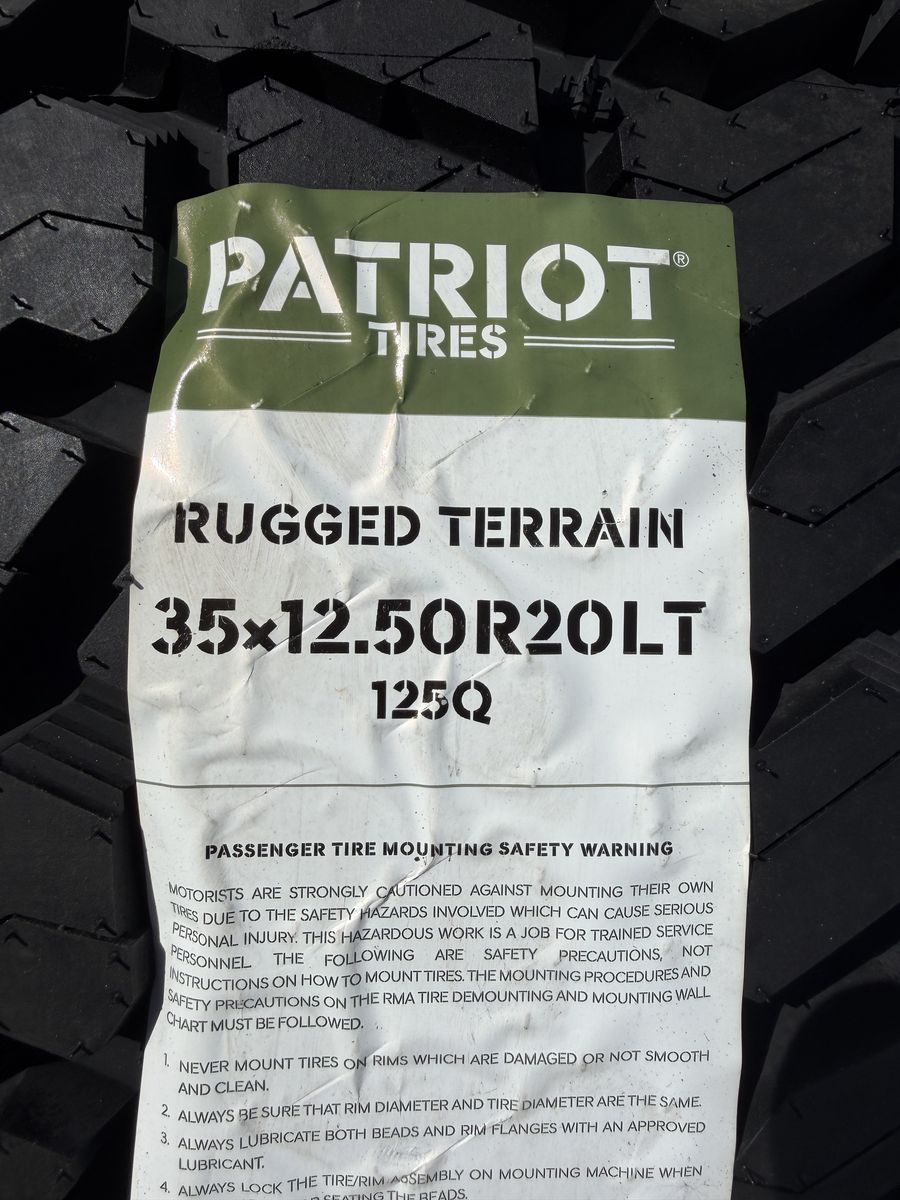 PATRIOT®
TIRES
RUGGED TERRAIN
35x12.50R20LT
125Q
PASSENGER TIRE MOUNTING SAFETY WARNING
MOTORISTS ARE STRONGLY CAUTIONED AGAINST MOUNTING THEIR OWN
TIRES DUE TO THE SAFETY HAZARDS INVOLVED WHICH CAN CAUSE SERIOUS
PERSONAL INJURY. THIS HAZARDOUS WORK IS A JOB FOR TRAINED SERVICE
PERSONNEL. THE FOLLOWING ARE SAFETY PRECAUTIONS, NOT
INSTRUCTIONS ON HOW TO MOUNT TIRES. THE MOUNTING PROCEDURES AND
SAFETY PRECAUTIONS ON THE RMA TIRE DEMOUNTING AND MOUNTING WALL
CHART MUST BE FOLLOWED.
1. NEVER MOUNT TIRES ON RIMS WHICH ARE DAMAGED OR NOT SMOOTH
AND CLEAN.
2. ALWAYS BE SURE THAT RIM DIAMETER AND TIRE DIAMETER ARE THE SAME.
3. ALWAYS LUBRICATE BOTH BEADS AND RIM FLANGES WITH AN APPROVED
LUBRICANT.
4. ALWAYS LOCK THE TIRE/RIM ASSEMBLY ON MOUNTING MACHINE WHEN
SEATING THE BEADS.